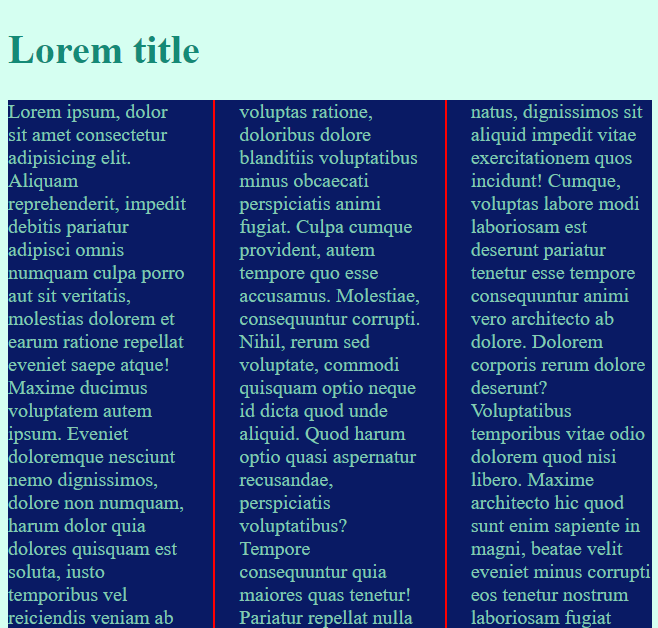 Lorem title
Lorem ipsum, dolor
sit amet consectetur
adipisicing elit.
Aliquam
reprehenderit, impedit
debitis pariatur
adipisci omnis
numquam culpa porro
aut sit veritatis,
molestias dolorem et
earum ratione repellat
eveniet saepe atque!
Maxime ducimus
voluptatem autem
ipsum. Eveniet
doloremque nesciunt
nemo dignissimos,
dolore non numquam,
harum dolor quia
dolores quisquam est
soluta, iusto
temporibus vel
reiciendis veniam ab
voluptas ratione,
doloribus dolore
blanditiis voluptatibus
minus obcaecati
perspiciatis animi
fugiat. Culpa cumque
provident, autem
tempore quo esse
accusamus. Molestiae,
consequuntur corrupti.
Nihil, rerum sed
voluptate, commodi
quisquam optio neque
id dicta quod unde
aliquid. Quod harum
optio quasi aspernatur
recusandae,
perspiciatis
voluptatibus?
Tempore
consequuntur quia
maiores quas tenetur!
Pariatur repellat nulla
natus, dignissimos sit
aliquid impedit vitae
exercitationem quos
incidunt! Cumque,
voluptas labore modi
laboriosam est
deserunt pariatur
tenetur esse tempore
consequuntur animi
vero architecto ab
dolore. Dolorem
corporis rerum dolore
deserunt?
Voluptatibus
temporibus vitae odio
dolorem quod nisi
libero. Maxime
architecto hic quod
sunt enim sapiente in
magni, beatae velit
eveniet minus corrupti
eos tenetur nostrum
laboriosam fugiat